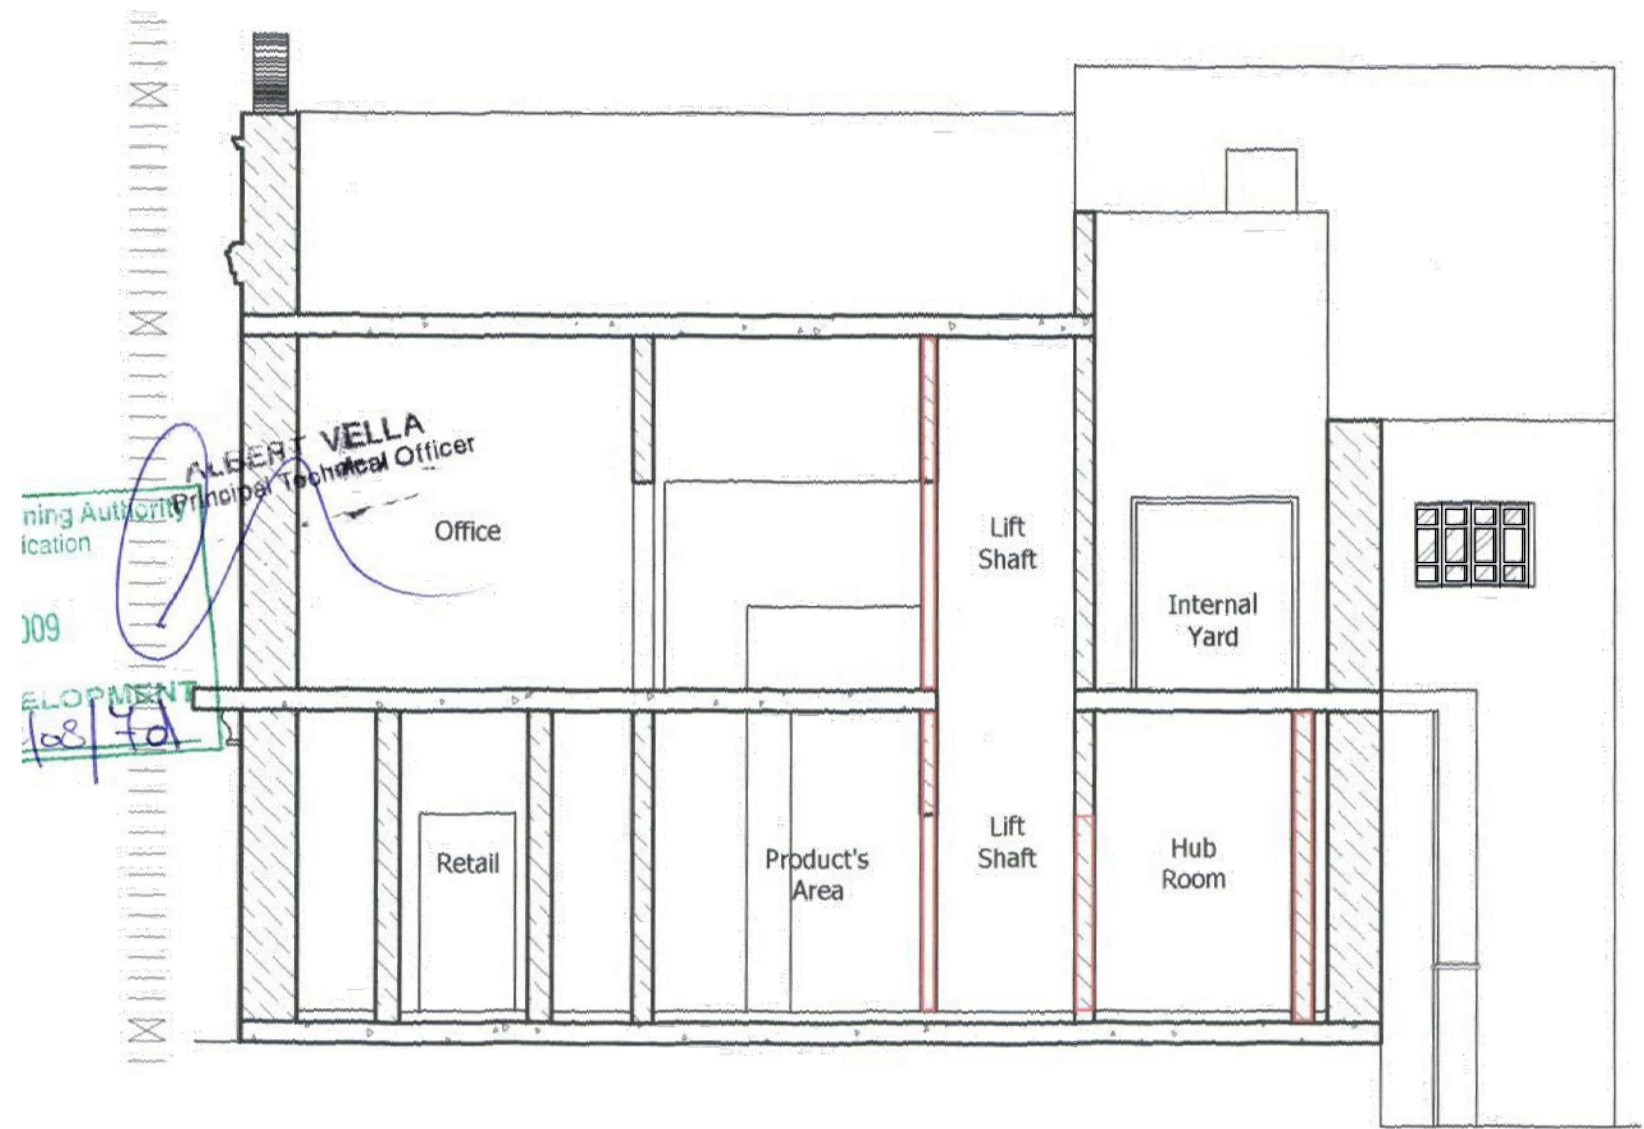 ALBERT VELLA
Principal Technical Officer
ning Authority
ication
009
ELOPMENT
/08/
Office
Lift
Shaft
Internal
Yard
Retail
Product's
Area
Lift
Shaft
Hub
Room